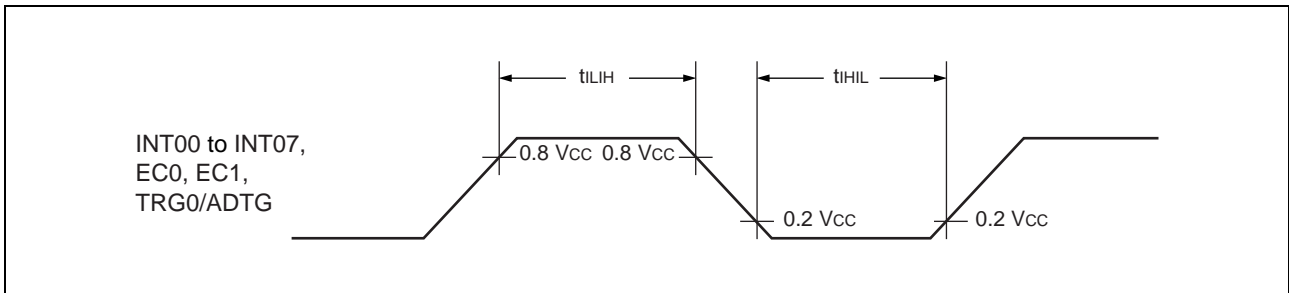 tILIH
tIHIL
INT00 to INT07,
EC0, EC1,
TRG0/ADTG
0.8 VCC 0.8 VCC
0.2 VCC
0.2 VCC